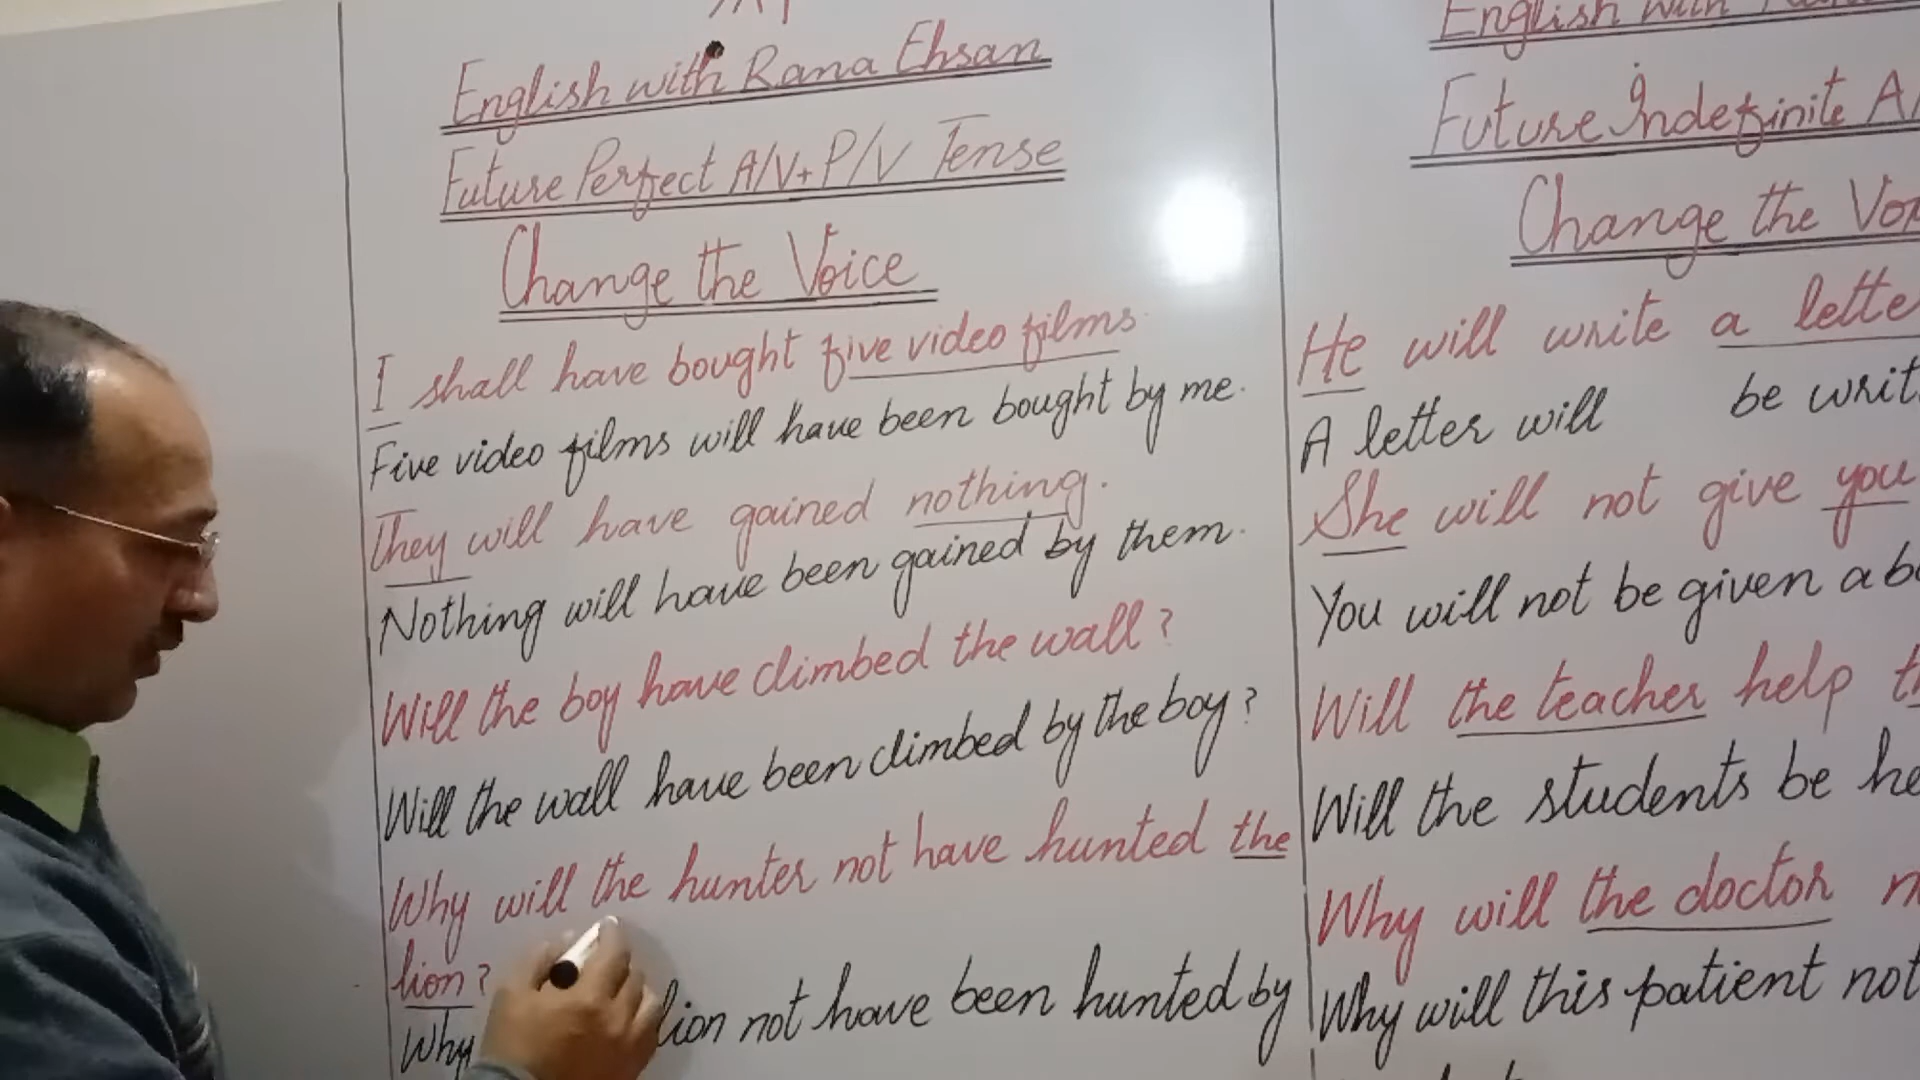 English with Rana Ehsan
Future Perfect A/V+P/V Tense
Change the Voice
I shall have bought five video films.
Five video films will have been bought by me.
They will have gained nothing.
Nothing will have been gained by them.
Will the boy have climbed the wall?
Will the wall have been climbed by the boy?
Why will the hunter not have hunted the
lion?
Why lion not have been hunted by
English with
Future Indefinite
Change the
He will write a
A letter will be
She will not give you
You will not be given a
Will the teacher help
Will the students be
Why will the doctor
Why will this patient not